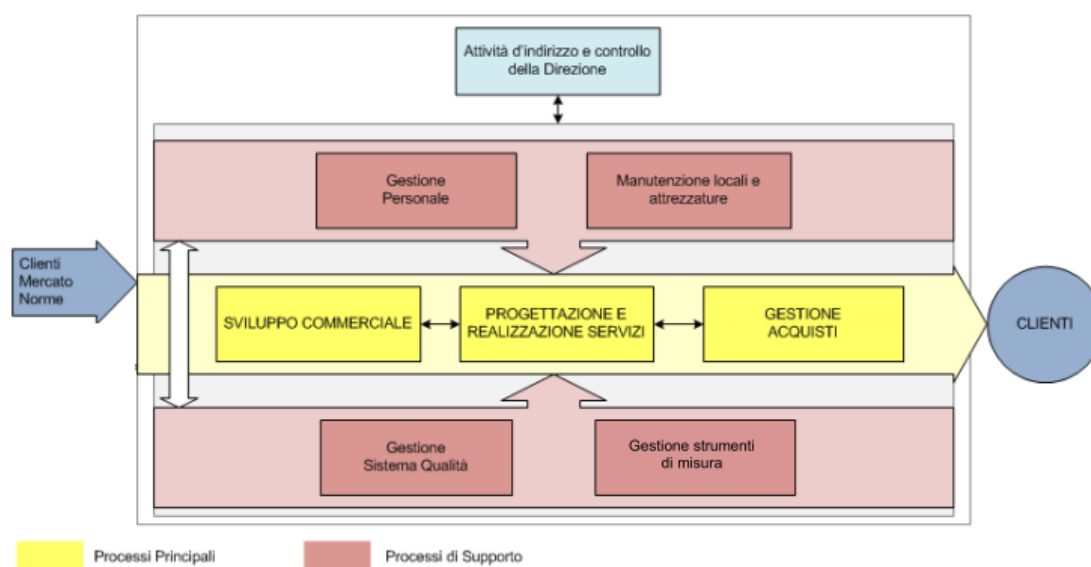 Attività d'indirizzo e controllo
della Direzione
Gestione
Personale
Manutenzione locali e
attrezzature
Clienti
Mercato
Norme
SVILUPPO COMMERCIALE
PROGETTAZIONE E
REALIZZAZIONE SERVIZI
GESTIONE
ACQUISTI
CLIENTI
Gestione
Sistema Qualità
Gestione strumenti
di misura
Processi Principali
Processi di Supporto